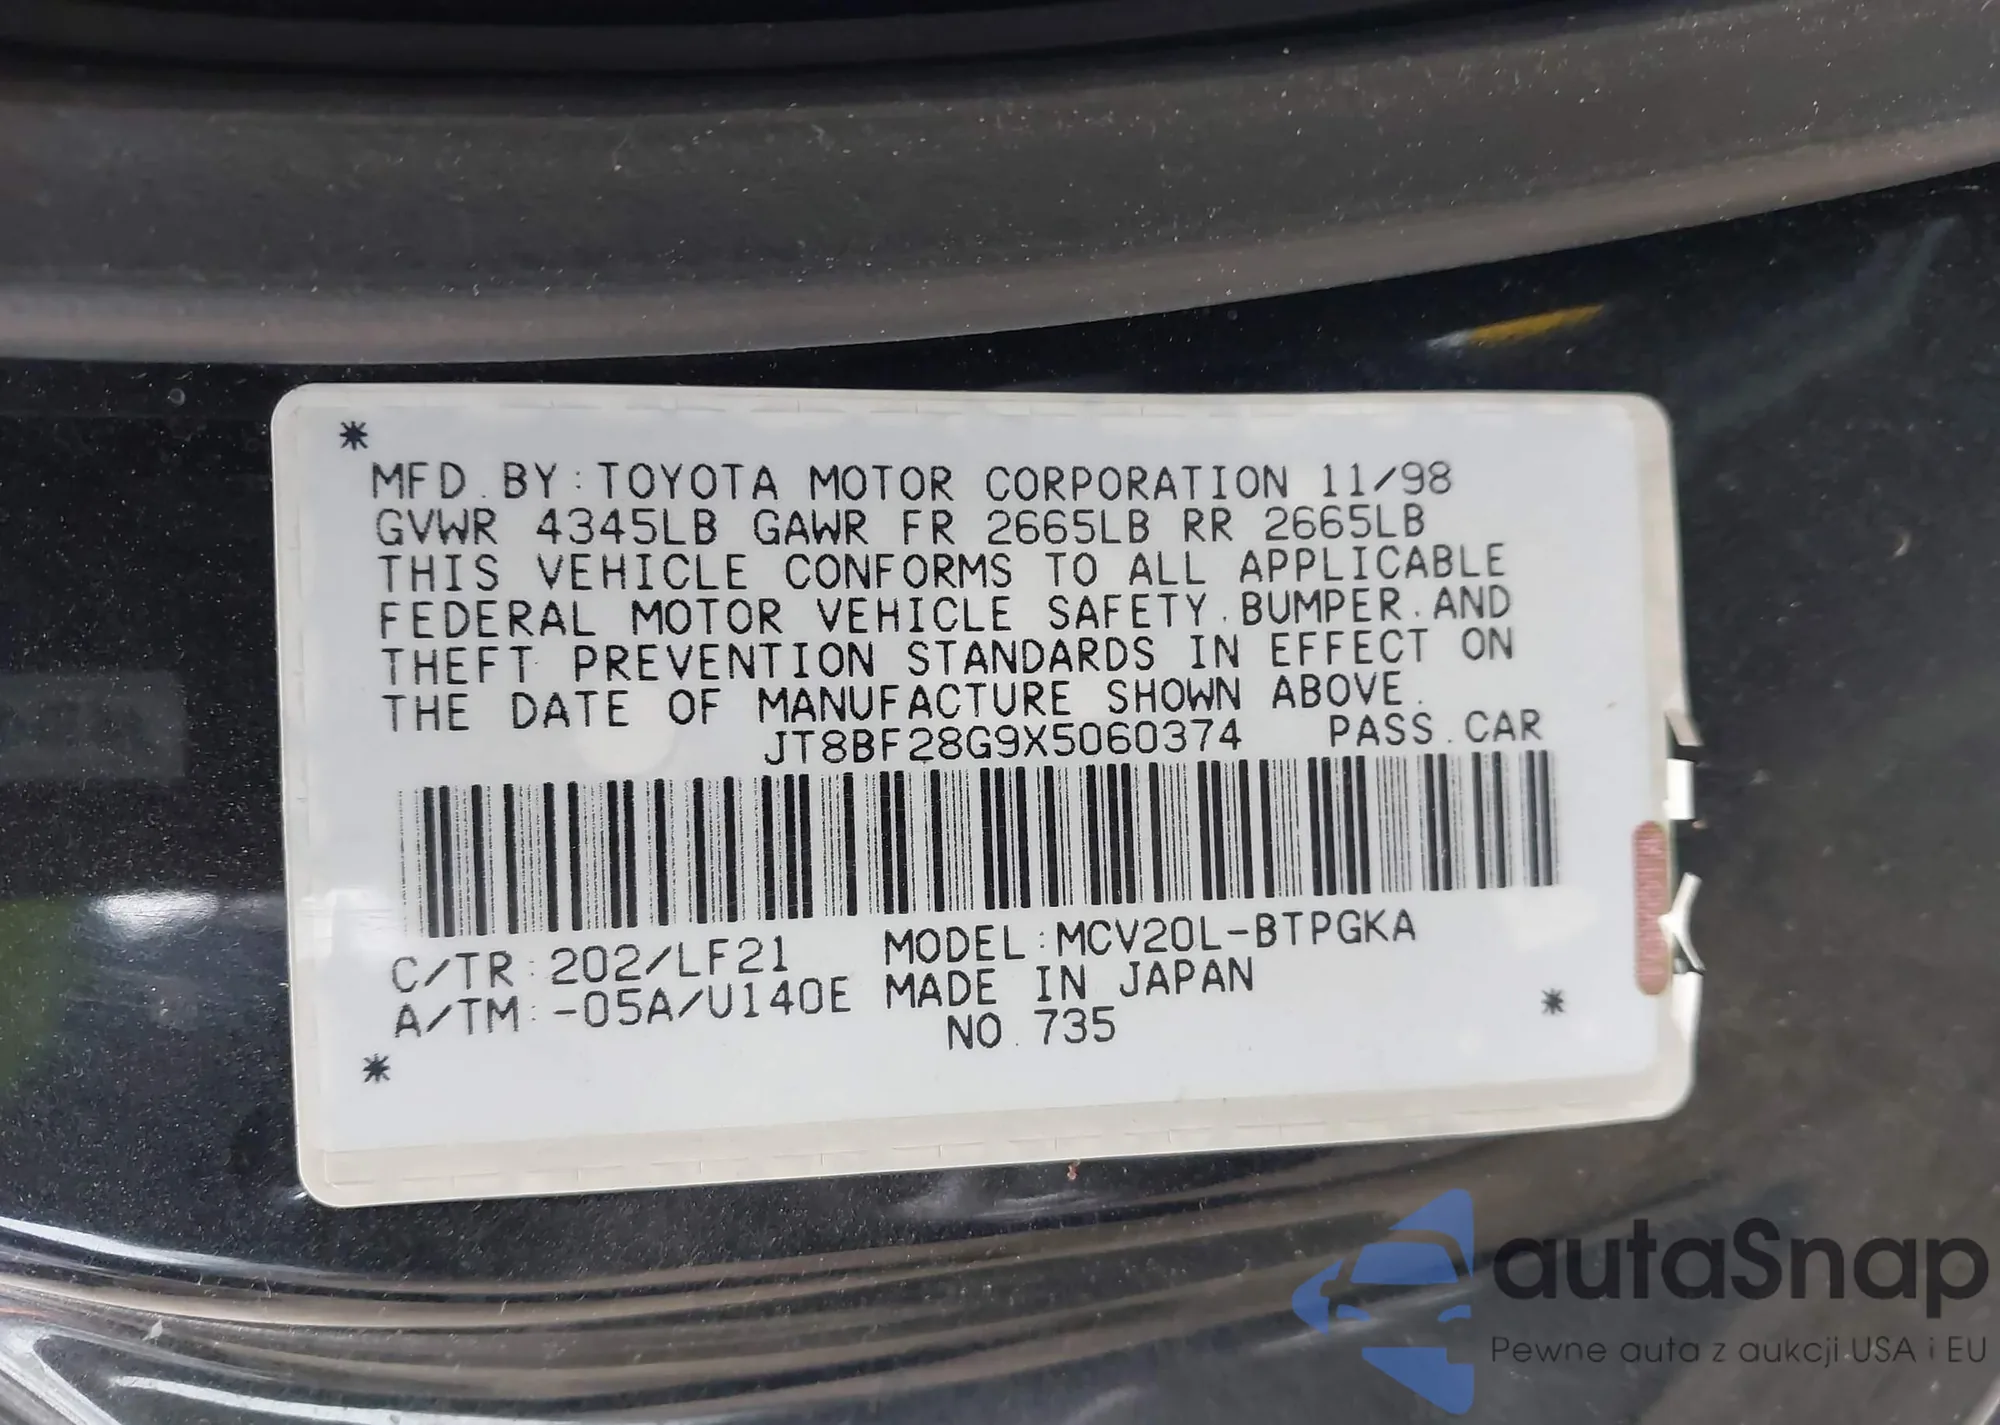 *
MFD. BY: TOYOTA MOTOR CORPORATION 11/98
GVWR 4345LB GAWR FR 2665LB RR 2665LB
THIS VEHICLE CONFORMS TO ALL APPLICABLE
FEDERAL MOTOR VEHICLE SAFETY. BUMPER. AND
THEFT PREVENTION STANDARDS IN EFFECT ON
THE DATE OF MANUFACTURE SHOWN ABOVE.
JT8BF28G9X5060374 PASS. CAR
C/TR: 202/LF21 MODEL: MCV20L-BTPGKA
A/TM: -05A/U140E MADE IN JAPAN
NO. 735
*
*
autaSnap
Pewne auta z aukcji USA i EU